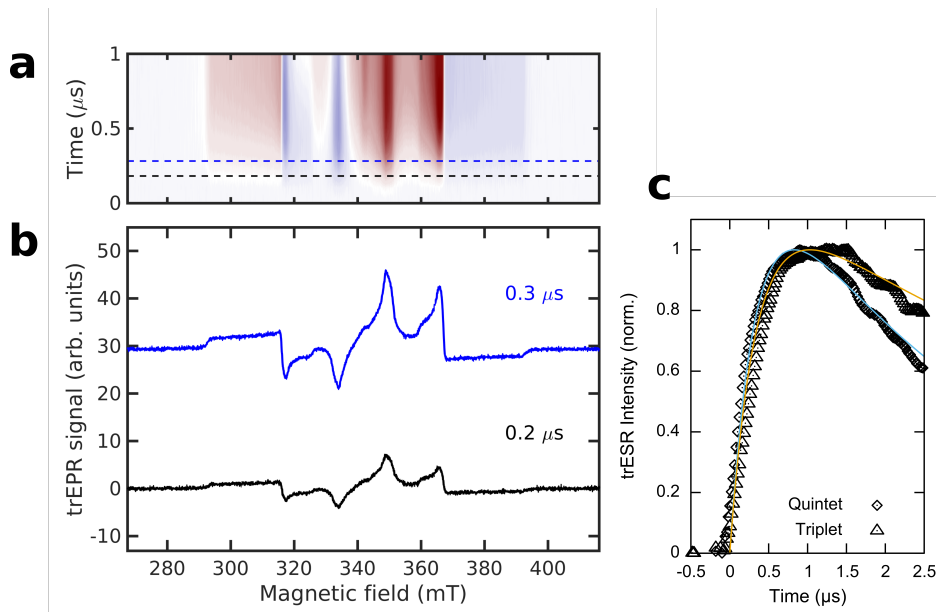 a
Time (μs)
1
0.5
0
b
trEPR signal (arb. units)
50
40
30
20
10
0
-10
0.3 μs
0.2 μs
280
300
320
340
360
380
400
Magnetic field (mT)
c
trESR Intensity (norm.)
1
0.8
0.6
0.4
0.2
0
Quintet
Triplet
-0.5
0
0.5
1
1.5
2
2.5
Time (μs)